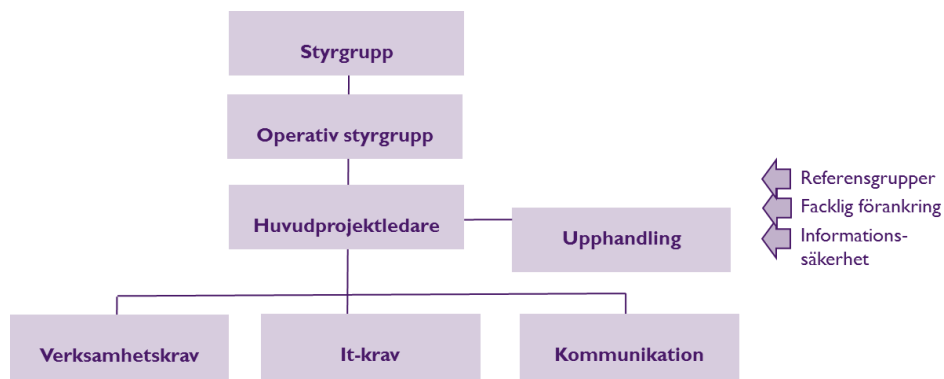 Styrgrupp
Operativ styrgrupp
Huvudprojektledare
Upphandling
Referensgrupper
Facklig förankring
Informations-
säkerhet
Verksamhetskrav
It-krav
Kommunikation